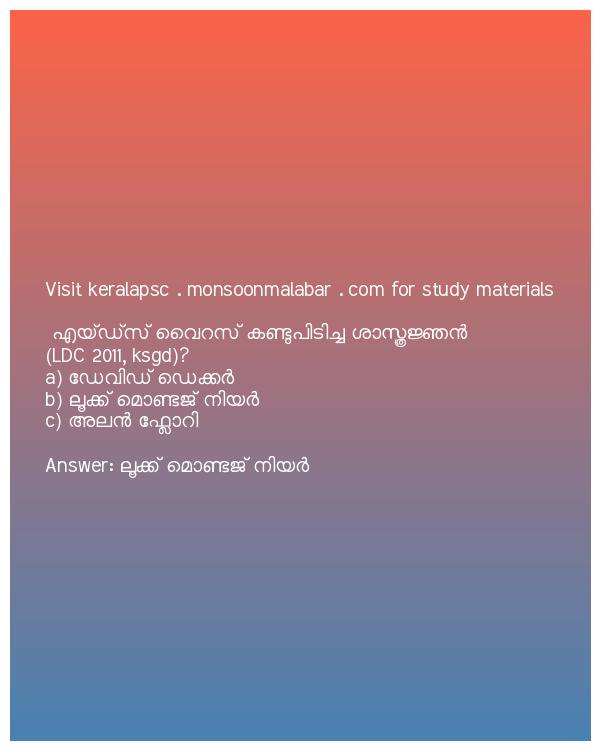 Visit keralapsc . monsoonmalabar . com for study materials
എയ്ഡ്സ് വൈറസ് കണ്ടുപിടിച്ച ശാസ്ത്രജ്ഞൻ
(LDC 2011, ksgd)?
a) ഡേവിഡ് ഡെക്കർ
b) ലൂക്ക് മൊണ്ടജ് നിയർ
c) അലൻ ഫ്ലോറി
Answer: ലൂക്ക് മൊണ്ടജ് നിയർ